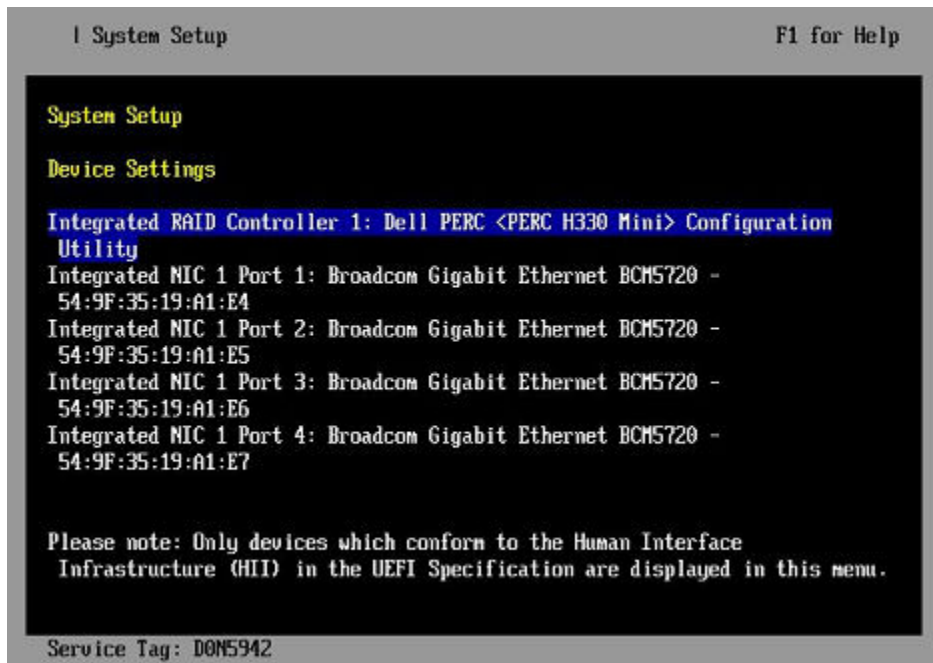 | System Setup F1 for Help
System Setup
Device Settings
Integrated RAID Controller 1: Dell PERC <PERC H330 Mini> Configuration
Utility
Integrated NIC 1 Port 1: Broadcom Gigabit Ethernet BCM5720 -
54:9F:35:19:A1:E4
Integrated NIC 1 Port 2: Broadcom Gigabit Ethernet BCM5720 -
54:9F:35:19:A1:E5
Integrated NIC 1 Port 3: Broadcom Gigabit Ethernet BCM5720 -
54:9F:35:19:A1:E6
Integrated NIC 1 Port 4: Broadcom Gigabit Ethernet BCM5720 -
54:9F:35:19:A1:E7
Please note: Only devices which conform to the Human Interface
Infrastructure (HII) in the UEFI Specification are displayed in this menu.
Service Tag: D0N5942